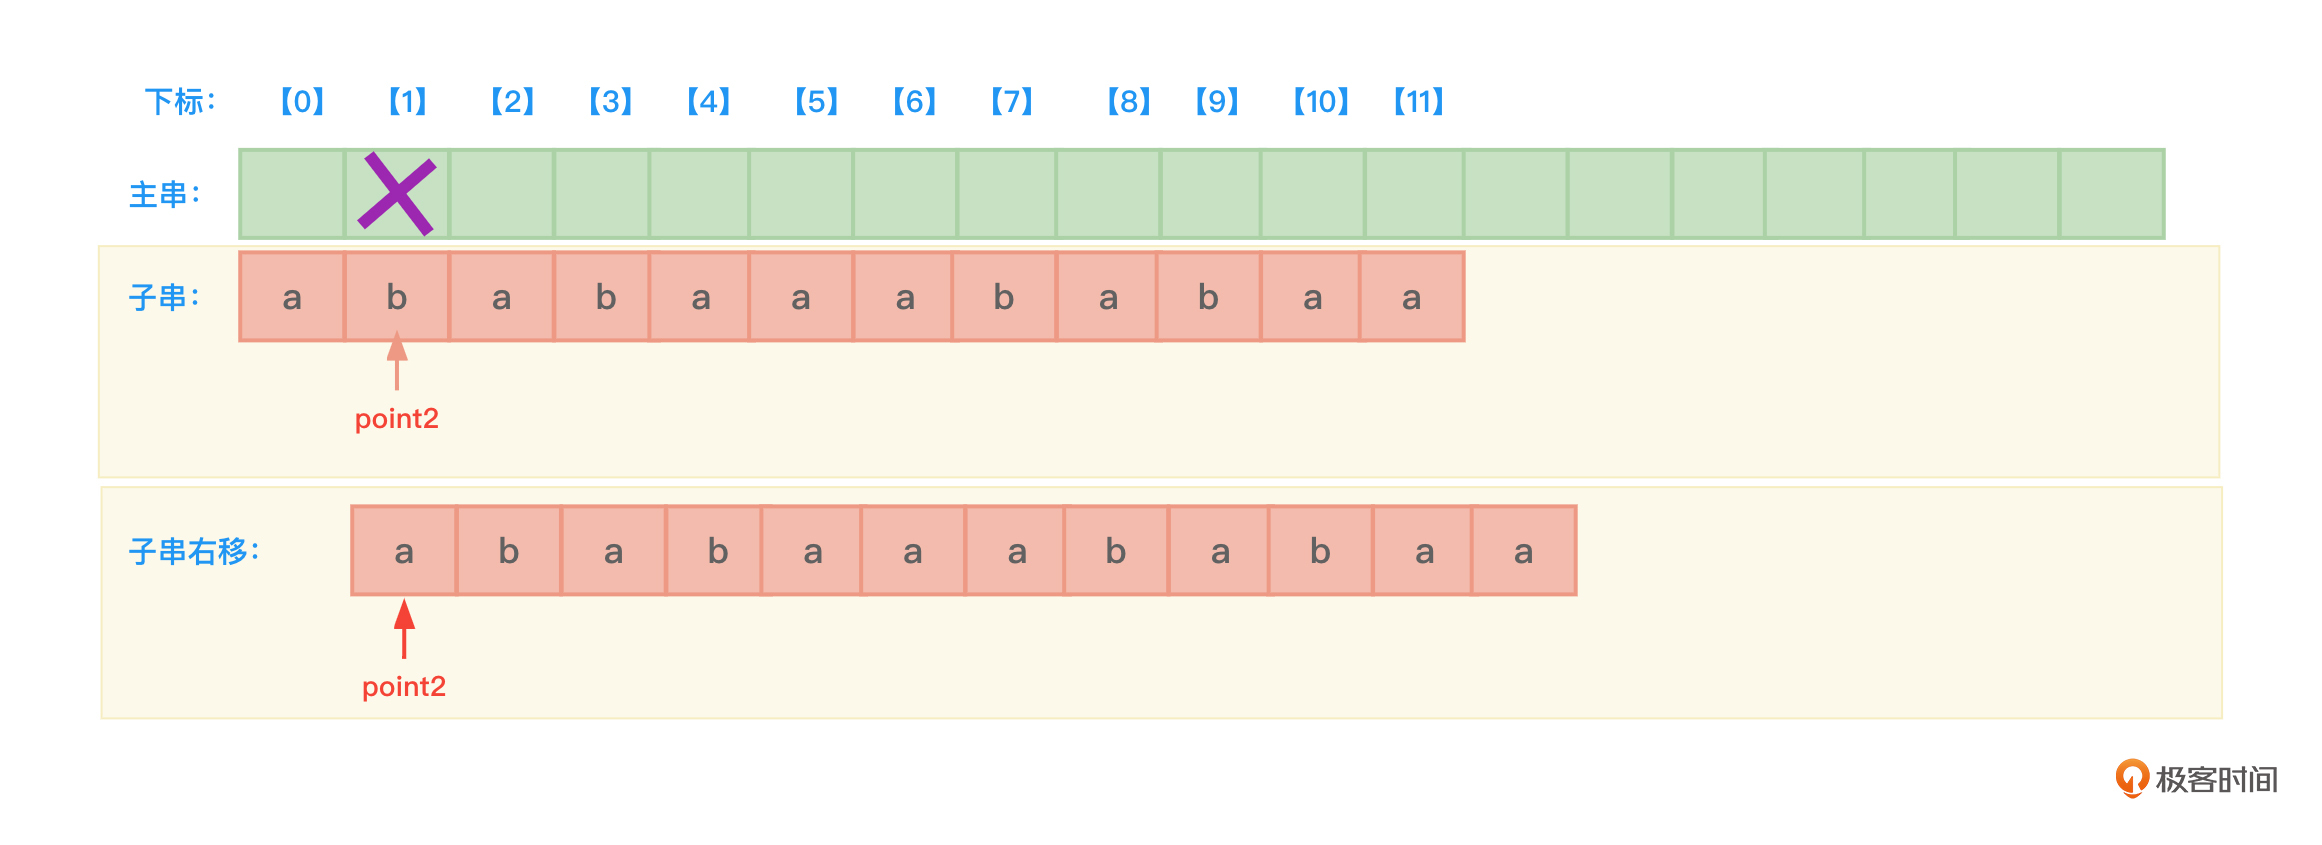 下标： 【0】 【1】 【2】 【3】 【4】 【5】 【6】 【7】 【8】 【9】 【10】 【11】
主串：
子串： a b a b a a a b a b a a
point2
子串右移： a b a b a a a b a b a a
point2
极客时间